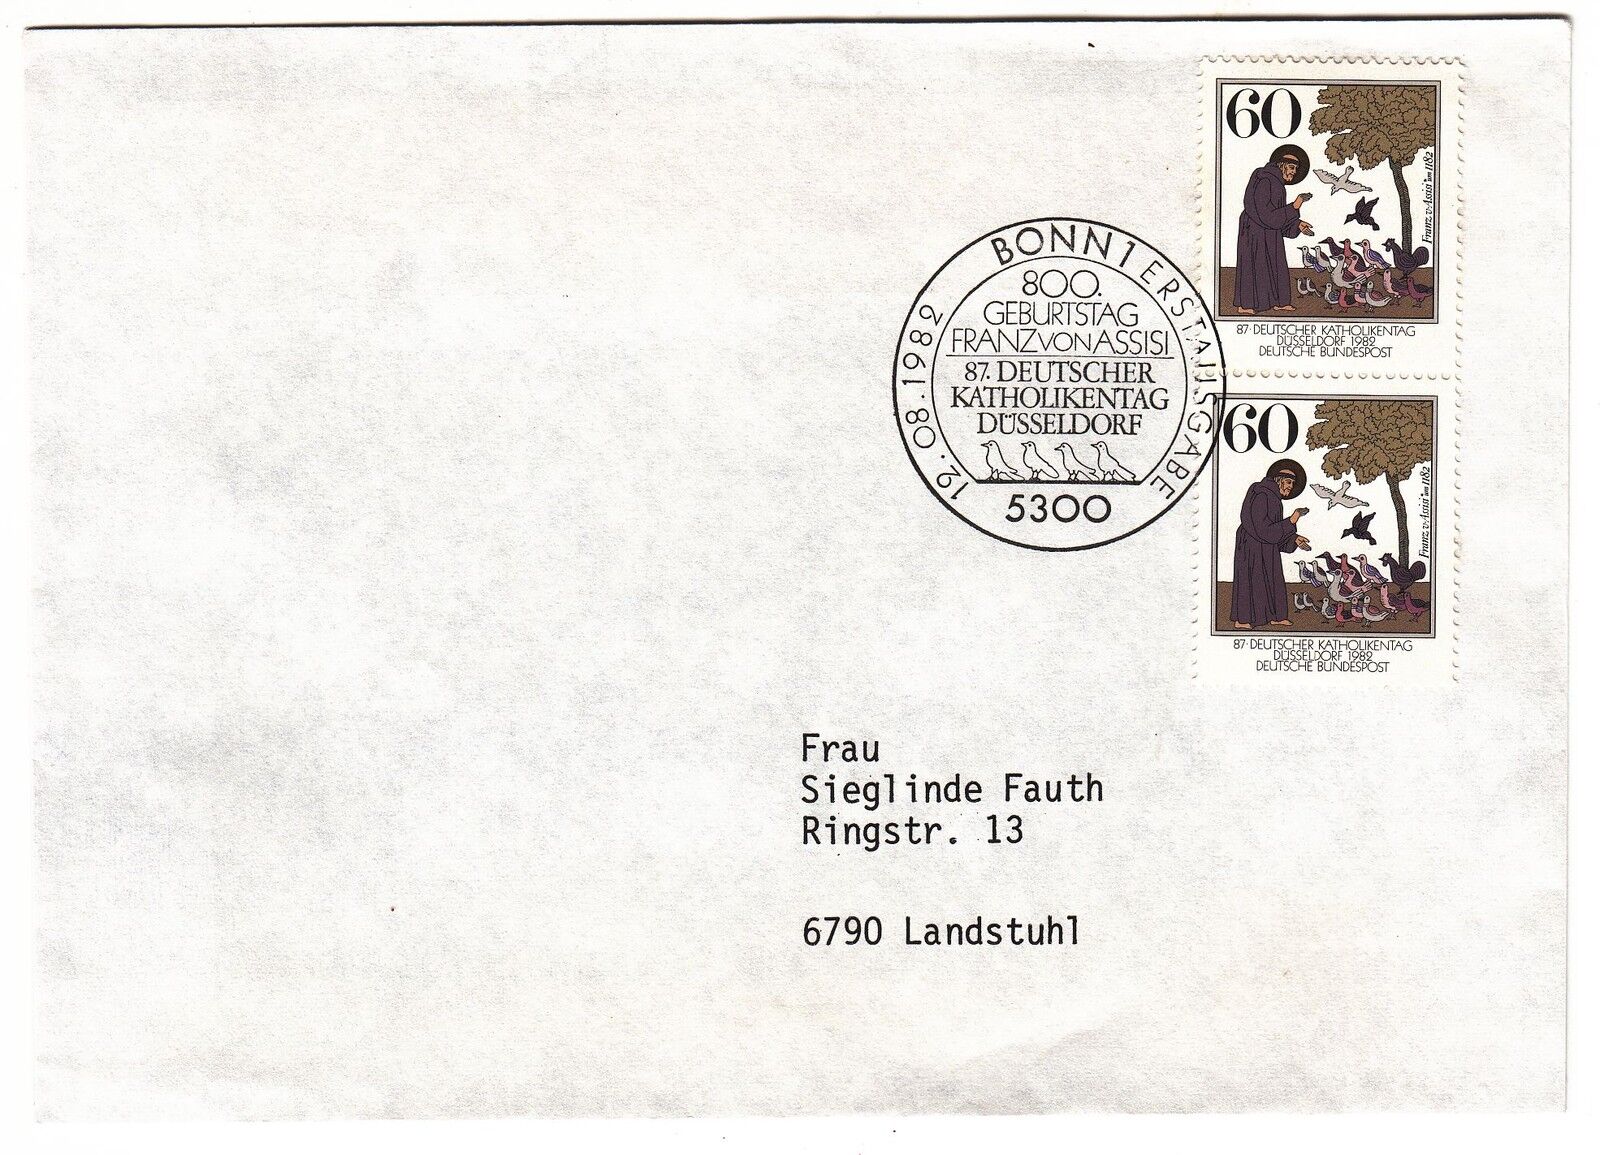 60
Franz v. Assisi * um 1182
87. DEUTSCHER KATHOLIKENTAG
DÜSSELDORF 1982
DEUTSCHE BUNDESPOST
60
Franz v. Assisi * um 1182
87. DEUTSCHER KATHOLIKENTAG
DÜSSELDORF 1982
DEUTSCHE BUNDESPOST
12.08.1982 BONN 1 ERSTAUSGABE
800.
GEBURTSTAG
FRANZ VON ASSISI
87. DEUTSCHER
KATHOLIKENTAG
DÜSSELDORF
5300
Frau
Sieglinde Fauth
Ringstr. 13
6790 Landstuhl